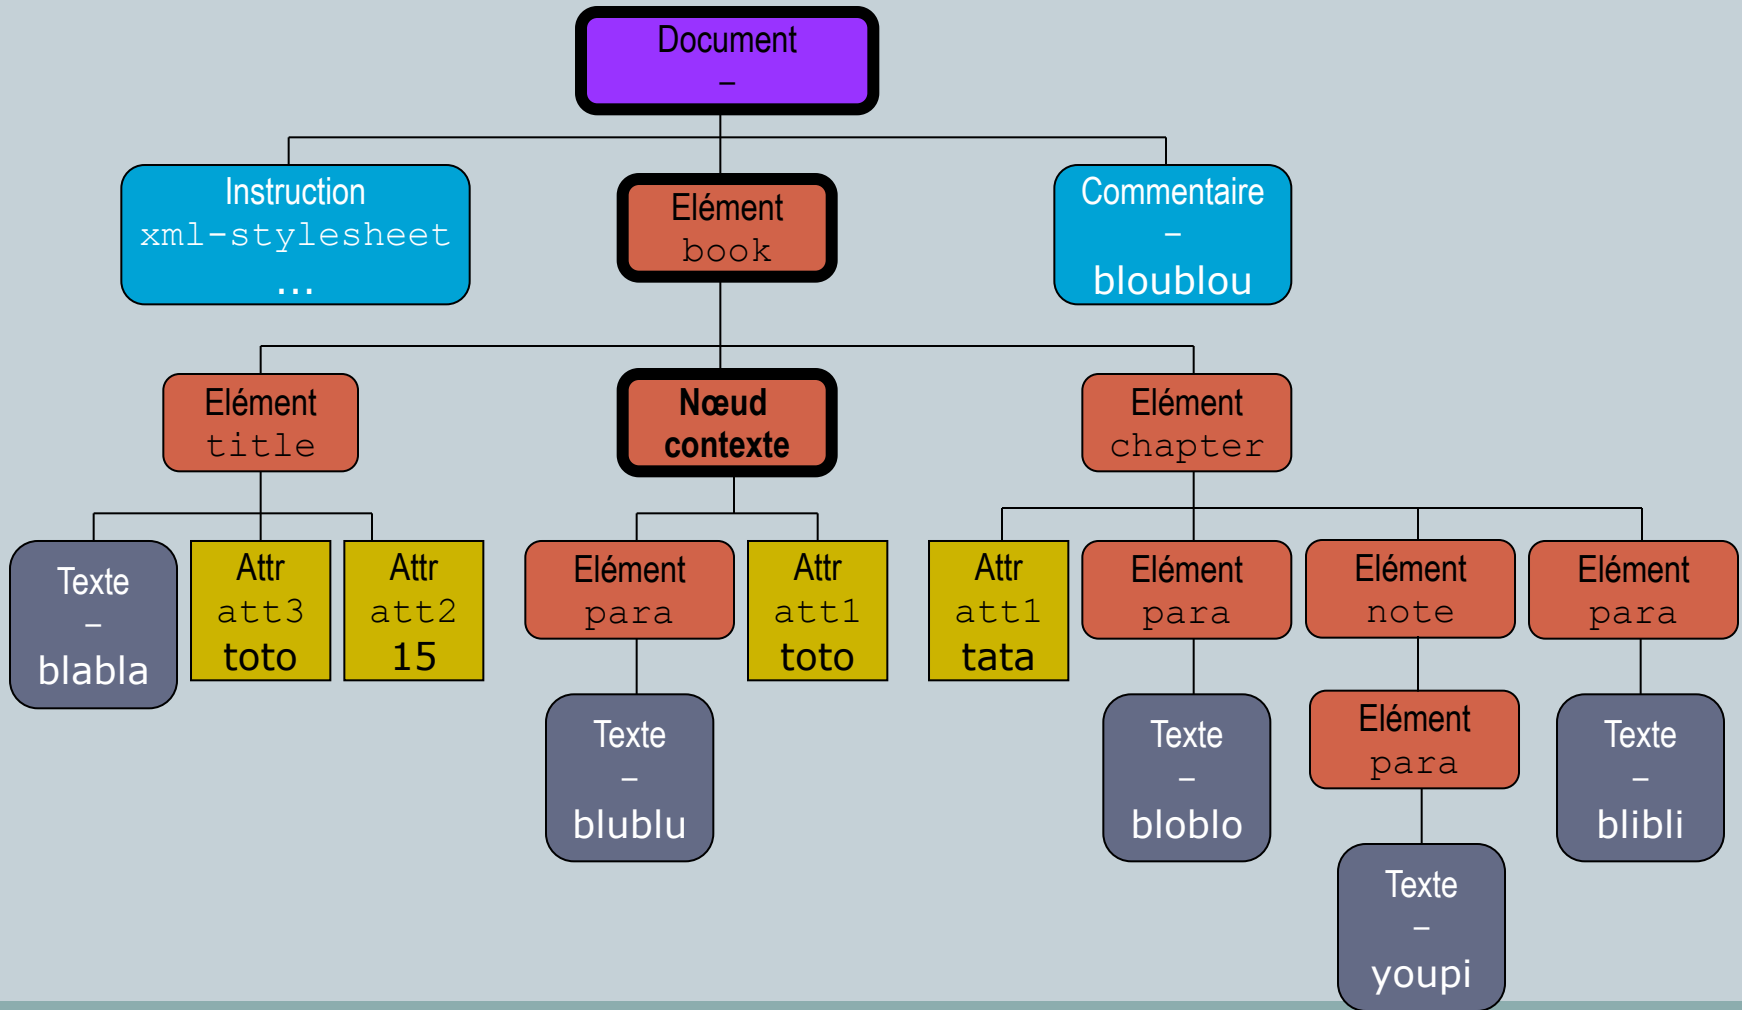 Document
–
Instruction
xml-stylesheet
...
Elément
book
Commentaire
–
bloublou
Elément
title
Nœud
contexte
Elément
chapter
Texte
–
blabla
Attr
att3
toto
Attr
att2
15
Elément
para
Attr
att1
toto
Attr
att1
tata
Elément
para
Elément
note
Elément
para
Texte
–
blublu
Texte
–
bloblo
Elément
para
Texte
–
blibli
Texte
–
youpi